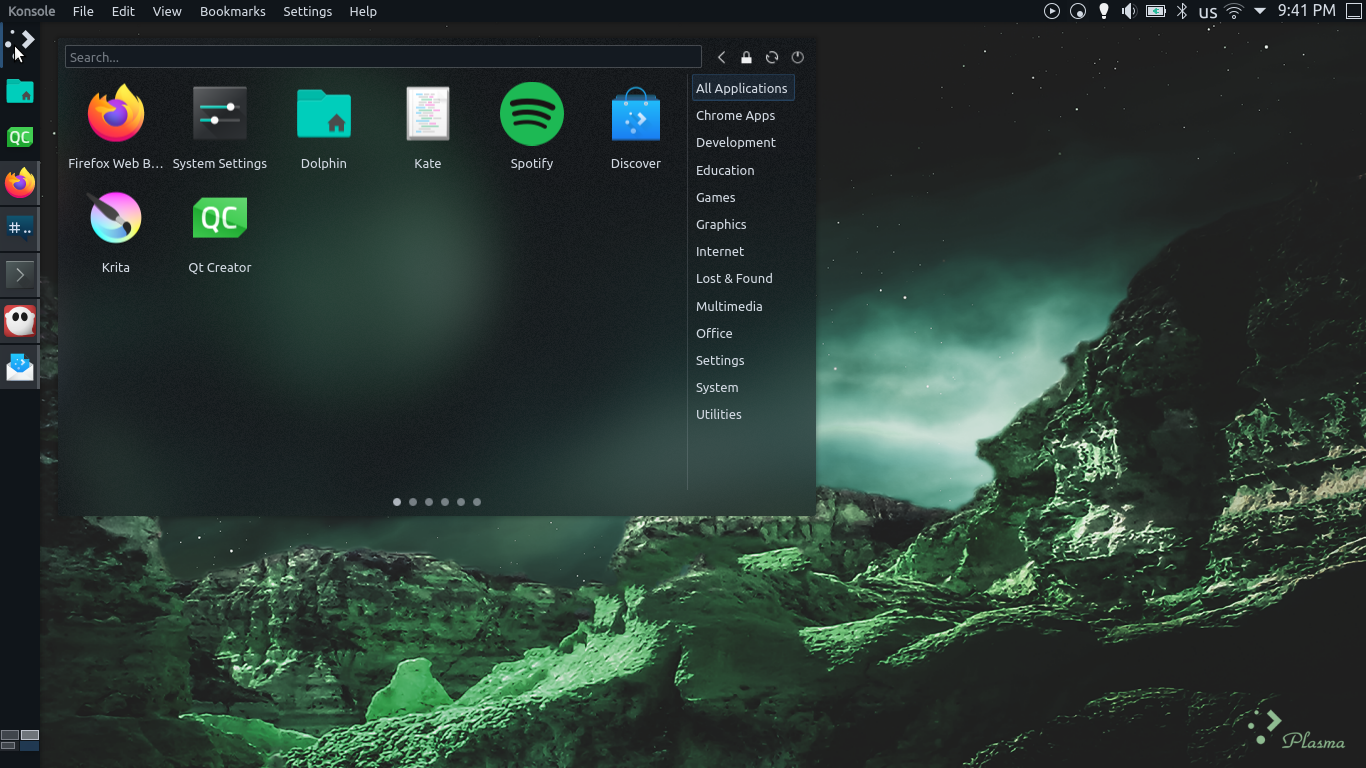 Konsole File Edit View Bookmarks Settings Help us 9:41 PM
Search...
Firefox Web B... System Settings Dolphin Kate Spotify Discover
QC
Krita Qt Creator
All Applications
Chrome Apps
Development
Education
Games
Graphics
Internet
Lost & Found
Multimedia
Office
Settings
System
Utilities
QC
#..
Plasma